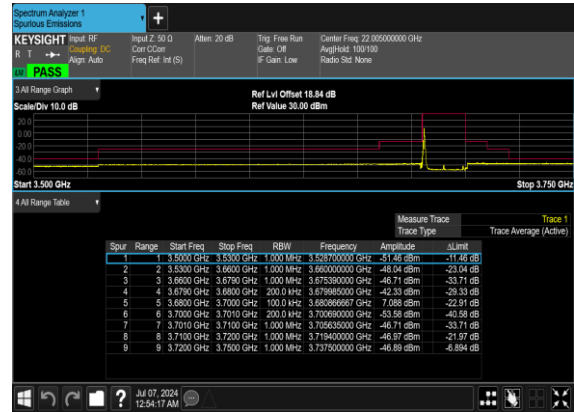 Spectrum Analyzer 1
Spurious Emissions
KEYSIGHT Input: RF Input Z: 50 Ω Atten: 20 dB Trig: Free Run Center Freq: 22.005000000 GHz
R T Coupling: DC Corr CCorr Gate: Off Avg|Hold: 100/100
Align: Auto Freq Ref: Int (S) IF Gain: Low Radio Std: None
PASS
3 All Range Graph
Ref Lvl Offset 18.84 dB
Scale/Div 10.0 dB Ref Value 30.00 dBm
20.0
0.00
-20.0
-40.0
-60.0
Start 3.500 GHz Stop 3.750 GHz
4 All Range Table
Measure Trace Trace 1
Trace Type Trace Average (Active)
Spur Range Start Freq Stop Freq RBW Frequency Amplitude ΔLimit
1 1 3.5000 GHz 3.5300 GHz 1.000 MHz 3.528700000 GHz -51.46 dBm -11.46 dB
2 2 3.5300 GHz 3.6600 GHz 1.000 MHz 3.660000000 GHz -48.04 dBm -23.04 dB
3 3 3.6600 GHz 3.6790 GHz 1.000 MHz 3.675390000 GHz -46.71 dBm -33.71 dB
4 4 3.6790 GHz 3.6800 GHz 200.0 kHz 3.679985000 GHz -42.33 dBm -29.33 dB
5 5 3.6800 GHz 3.7000 GHz 100.0 kHz 3.680866667 GHz 7.088 dBm -22.91 dB
6 6 3.7000 GHz 3.7010 GHz 200.0 kHz 3.700690000 GHz -53.58 dBm -40.58 dB
7 7 3.7010 GHz 3.7100 GHz 1.000 MHz 3.705635000 GHz -46.71 dBm -33.71 dB
8 8 3.7100 GHz 3.7200 GHz 1.000 MHz 3.719400000 GHz -46.97 dBm -21.97 dB
9 9 3.7200 GHz 3.7500 GHz 1.000 MHz 3.737500000 GHz -46.89 dBm -6.894 dB
Jul 07, 2024
12:54:17 AM